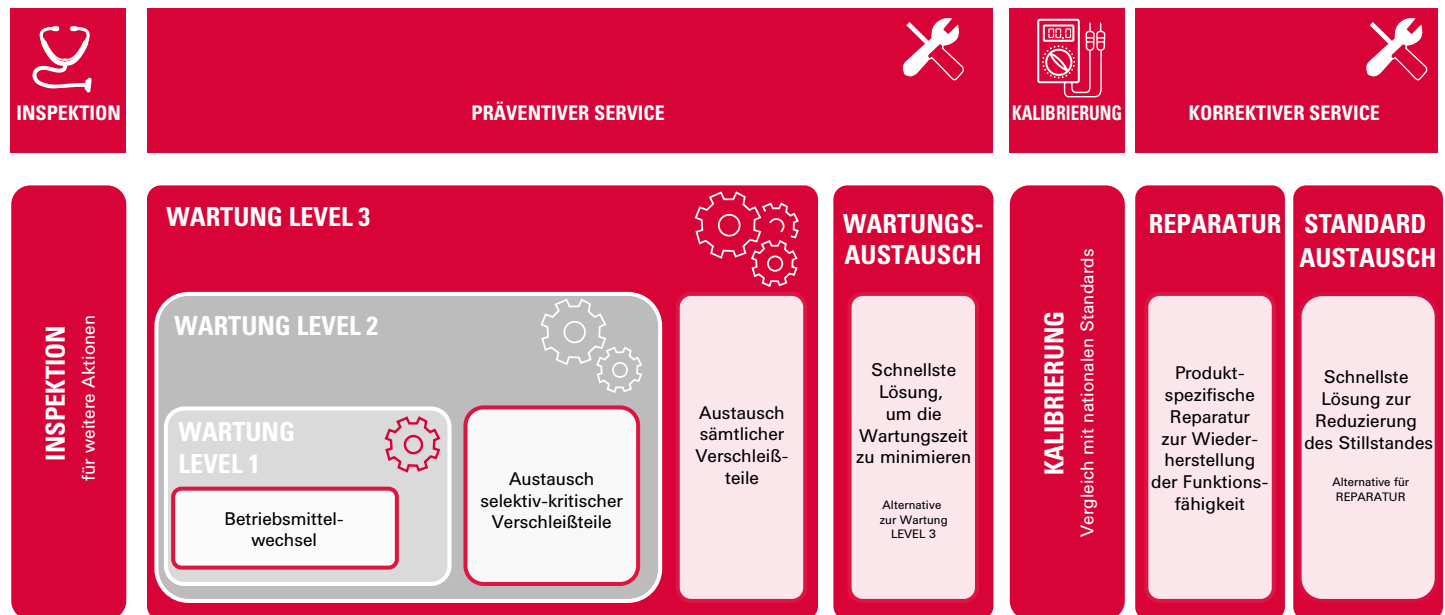 INSPEKTION
PRÄVENTIVER SERVICE
00.0
KALIBRIERUNG
KORREKTIVER SERVICE
INSPEKTION
für weitere Aktionen
WARTUNG LEVEL 3
WARTUNG LEVEL 2
WARTUNG
LEVEL 1
Betriebsmittel-
wechsel
Austausch
selektiv-kritischer
Verschleißteile
Austausch
sämtlicher
Verschleiß-
teile
WARTUNGS-
AUSTAUSCH
Schnellste
Lösung,
um die
Wartungszeit
zu minimieren
Alternative
zur Wartung
LEVEL 3
KALIBRIERUNG
Vergleich mit nationalen Standards
REPARATUR
Produkt-
spezifische
Reparatur
zur Wieder-
herstellung
der Funktions-
fähigkeit
STANDARD
AUSTAUSCH
Schnellste
Lösung zur
Reduzierung
des Stillstandes
Alternative für
REPARATUR